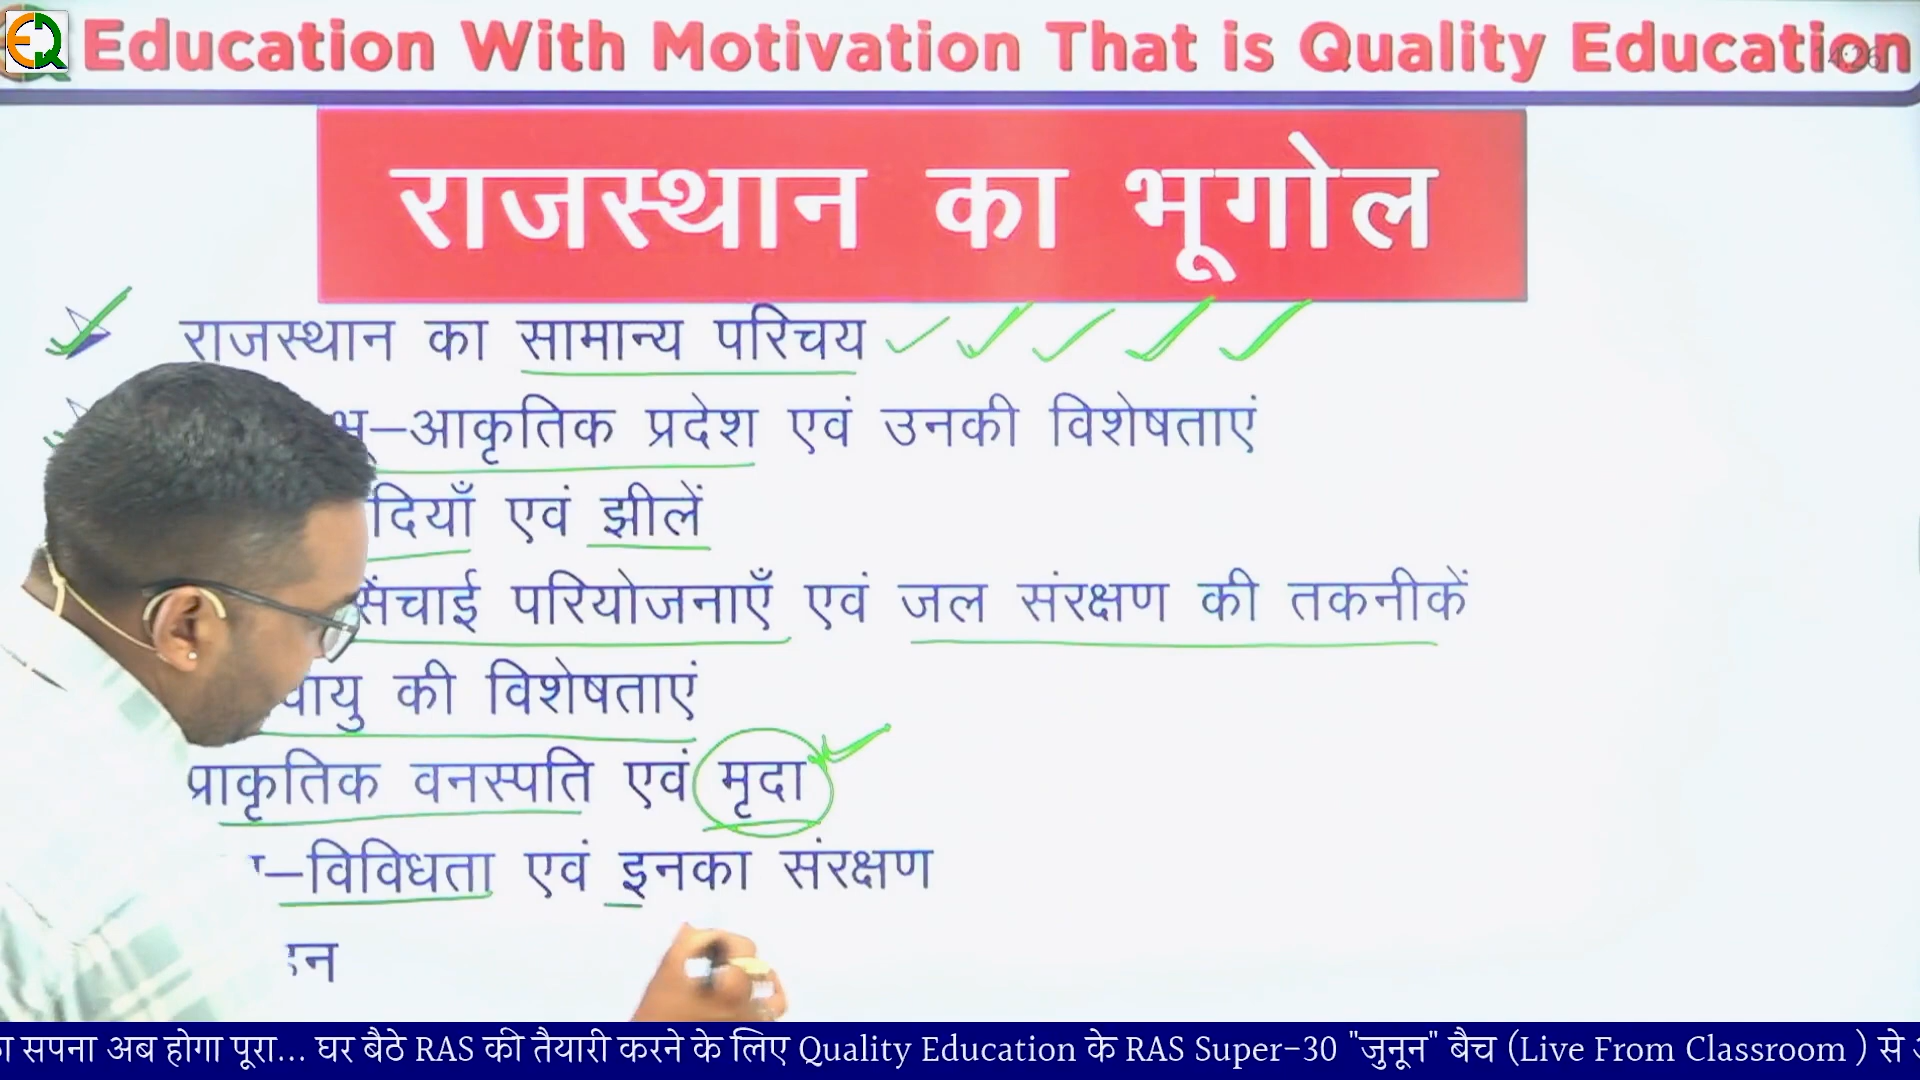 Education With Motivation That is Quality Education
राजस्थान का भूगोल
राजस्थान का सामान्य परिचय
भू–आकृतिक प्रदेश एवं उनकी विशेषताएं
एवं झीलें
परियोजनाएँ एवं जल संरक्षण की तकनीकें
की विशेषताएं
प्राकृतिक वनस्पति एवं मृदा
–विविधता एवं इनका संरक्षण
सपना अब होगा पूरा... घर बैठे RAS की तैयारी करने के लिए Quality Education के RAS Super-30 "जुनून" बैच (Live From Classroom ) से